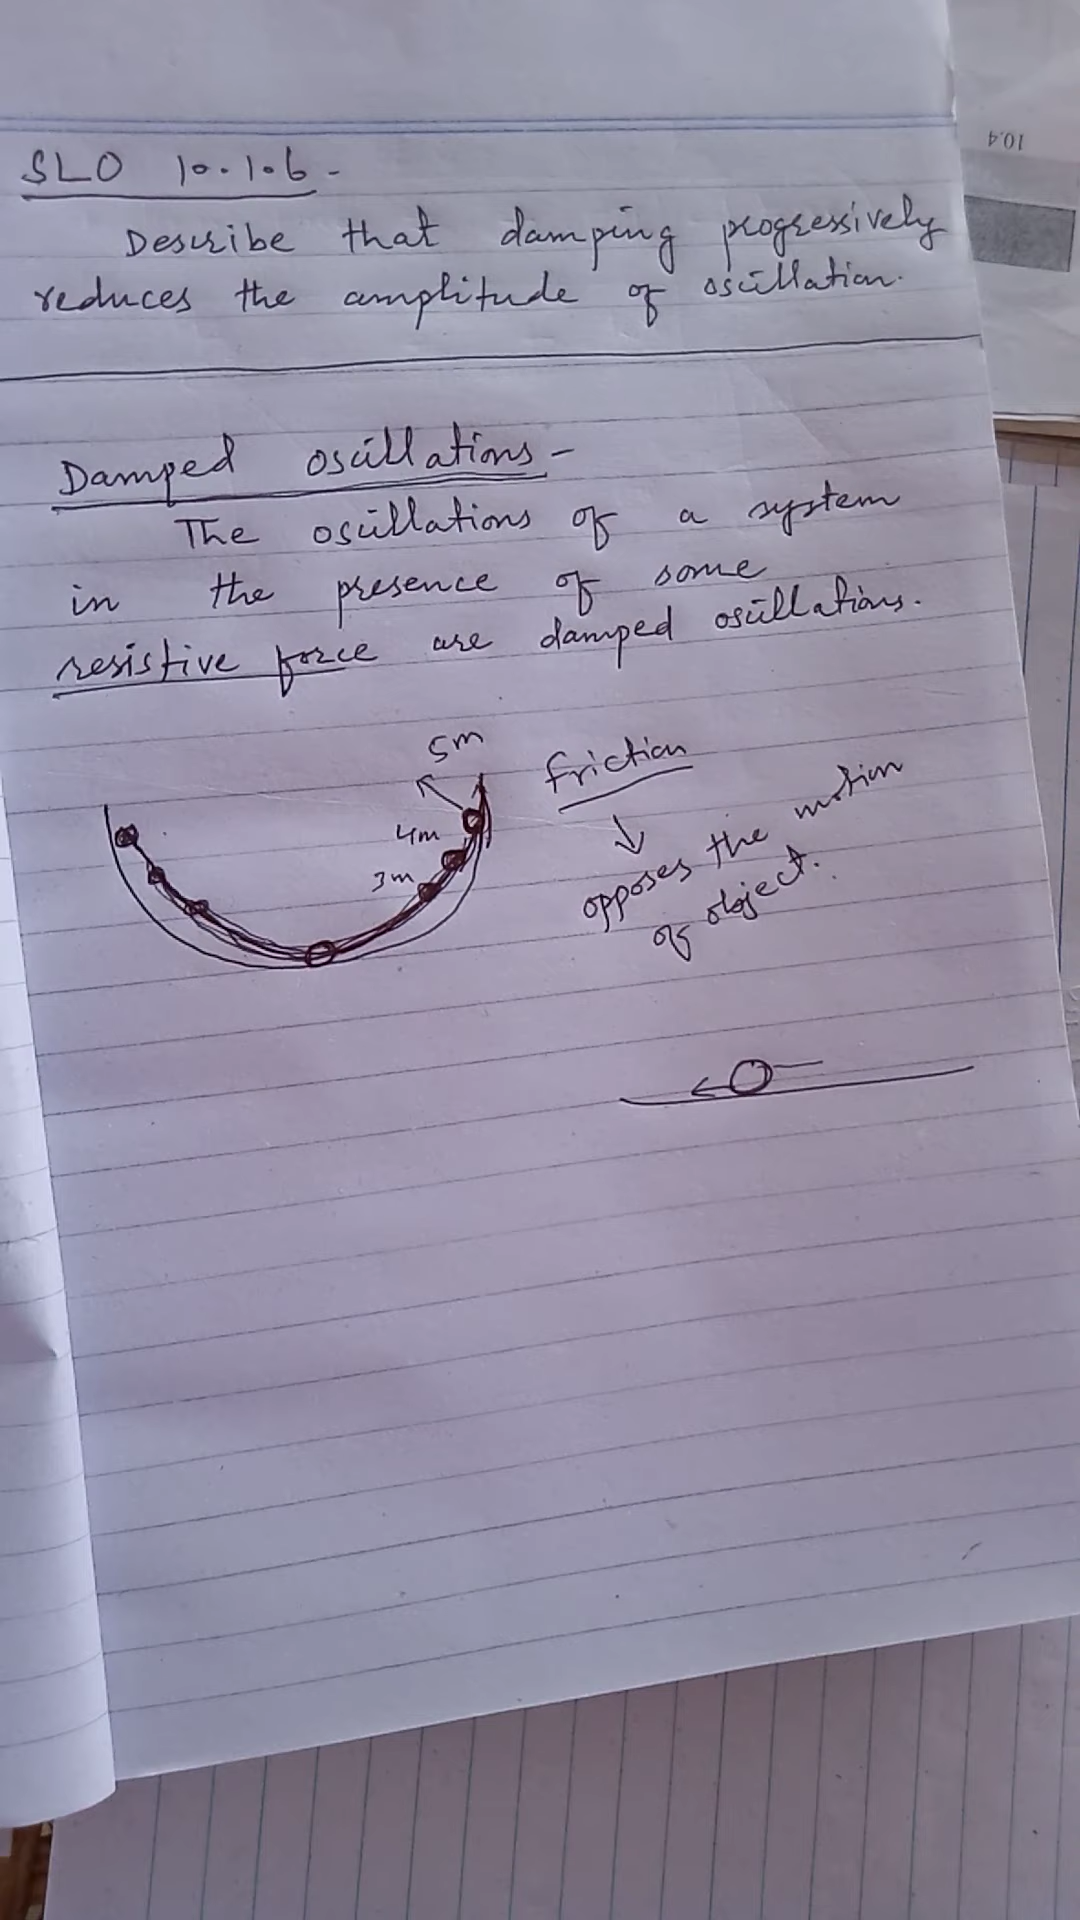 SLO 10.1.6-
Describe that damping progressively
reduces the amplitude of oscillation.
Damped oscillations-
The oscillations of a system
in the presence of some
resistive force are damped oscillations.
5m
4m
3m
friction
opposes the motion
of object.
10.4